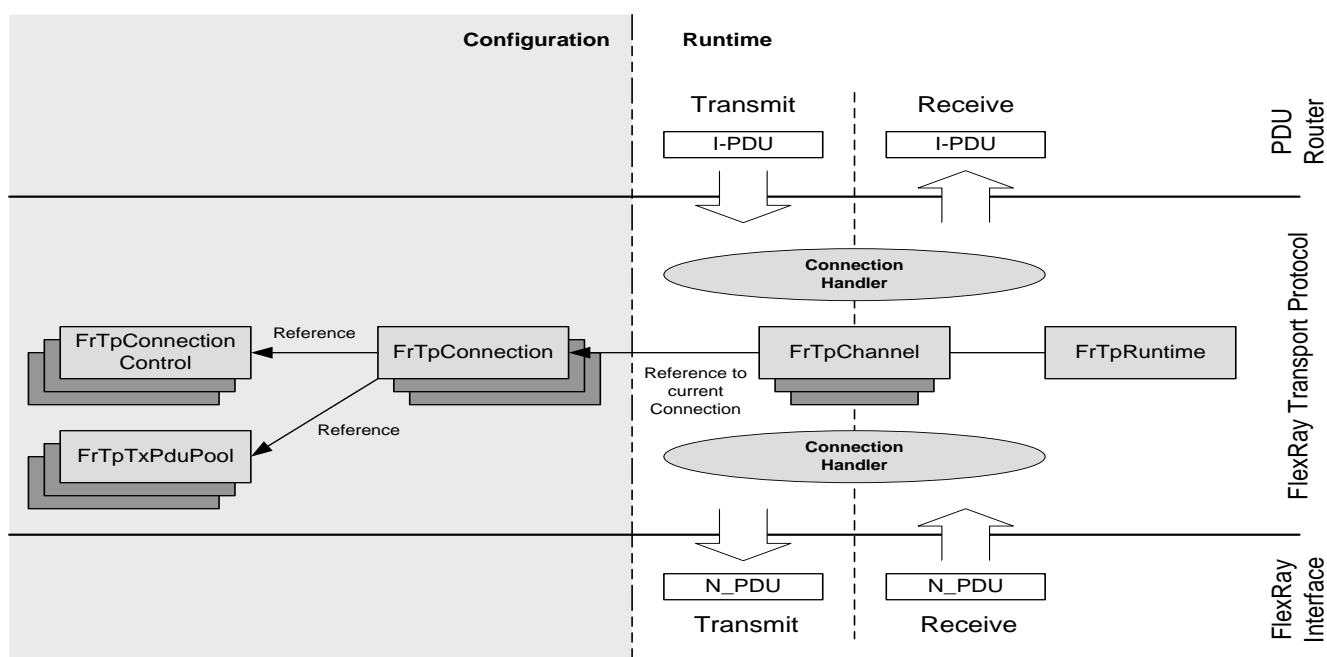 Configuration
Runtime
Transmit
Receive
I-PDU
I-PDU
PDU
Router
Connection
Handler
FrTpConnection
Control
Reference
FrTpConnection
Reference to
current
Connection
FrTpChannel
FrTpRuntime
FlexRay Transport Protocol
Reference
FrTpTxPduPool
Connection
Handler
N_PDU
N_PDU
Transmit
Receive
FlexRay
Interface